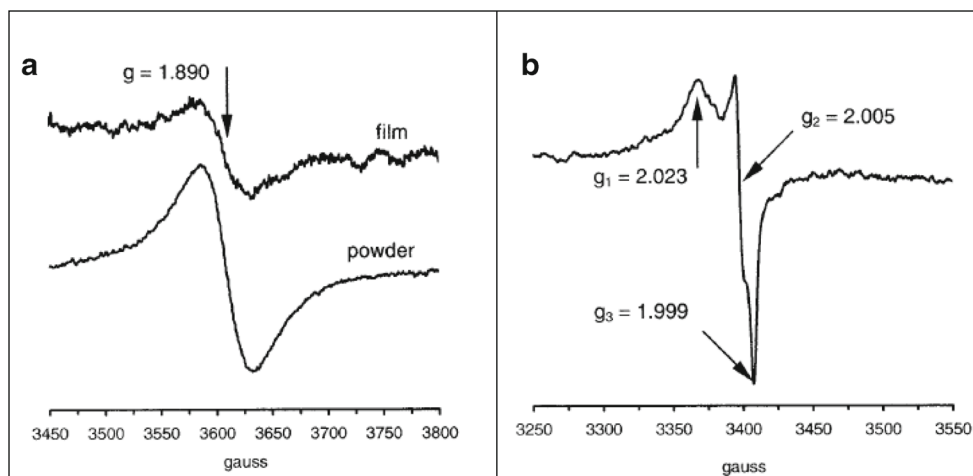 a
g = 1.890
film
powder
3450 3500 3550 3600 3650 3700 3750 3800
gauss
b
g₂ = 2.005
g₁ = 2.023
g₃ = 1.999
3250 3300 3350 3400 3450 3500 3550
gauss